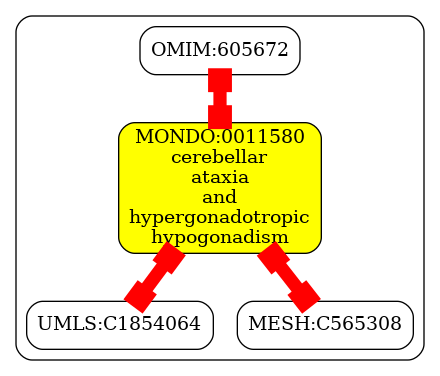 OMIM:605672
MONDO:0011580
cerebellar
ataxia
and
hypergonadotropic
hypogonadism
UMLS:C1854064
MESH:C565308